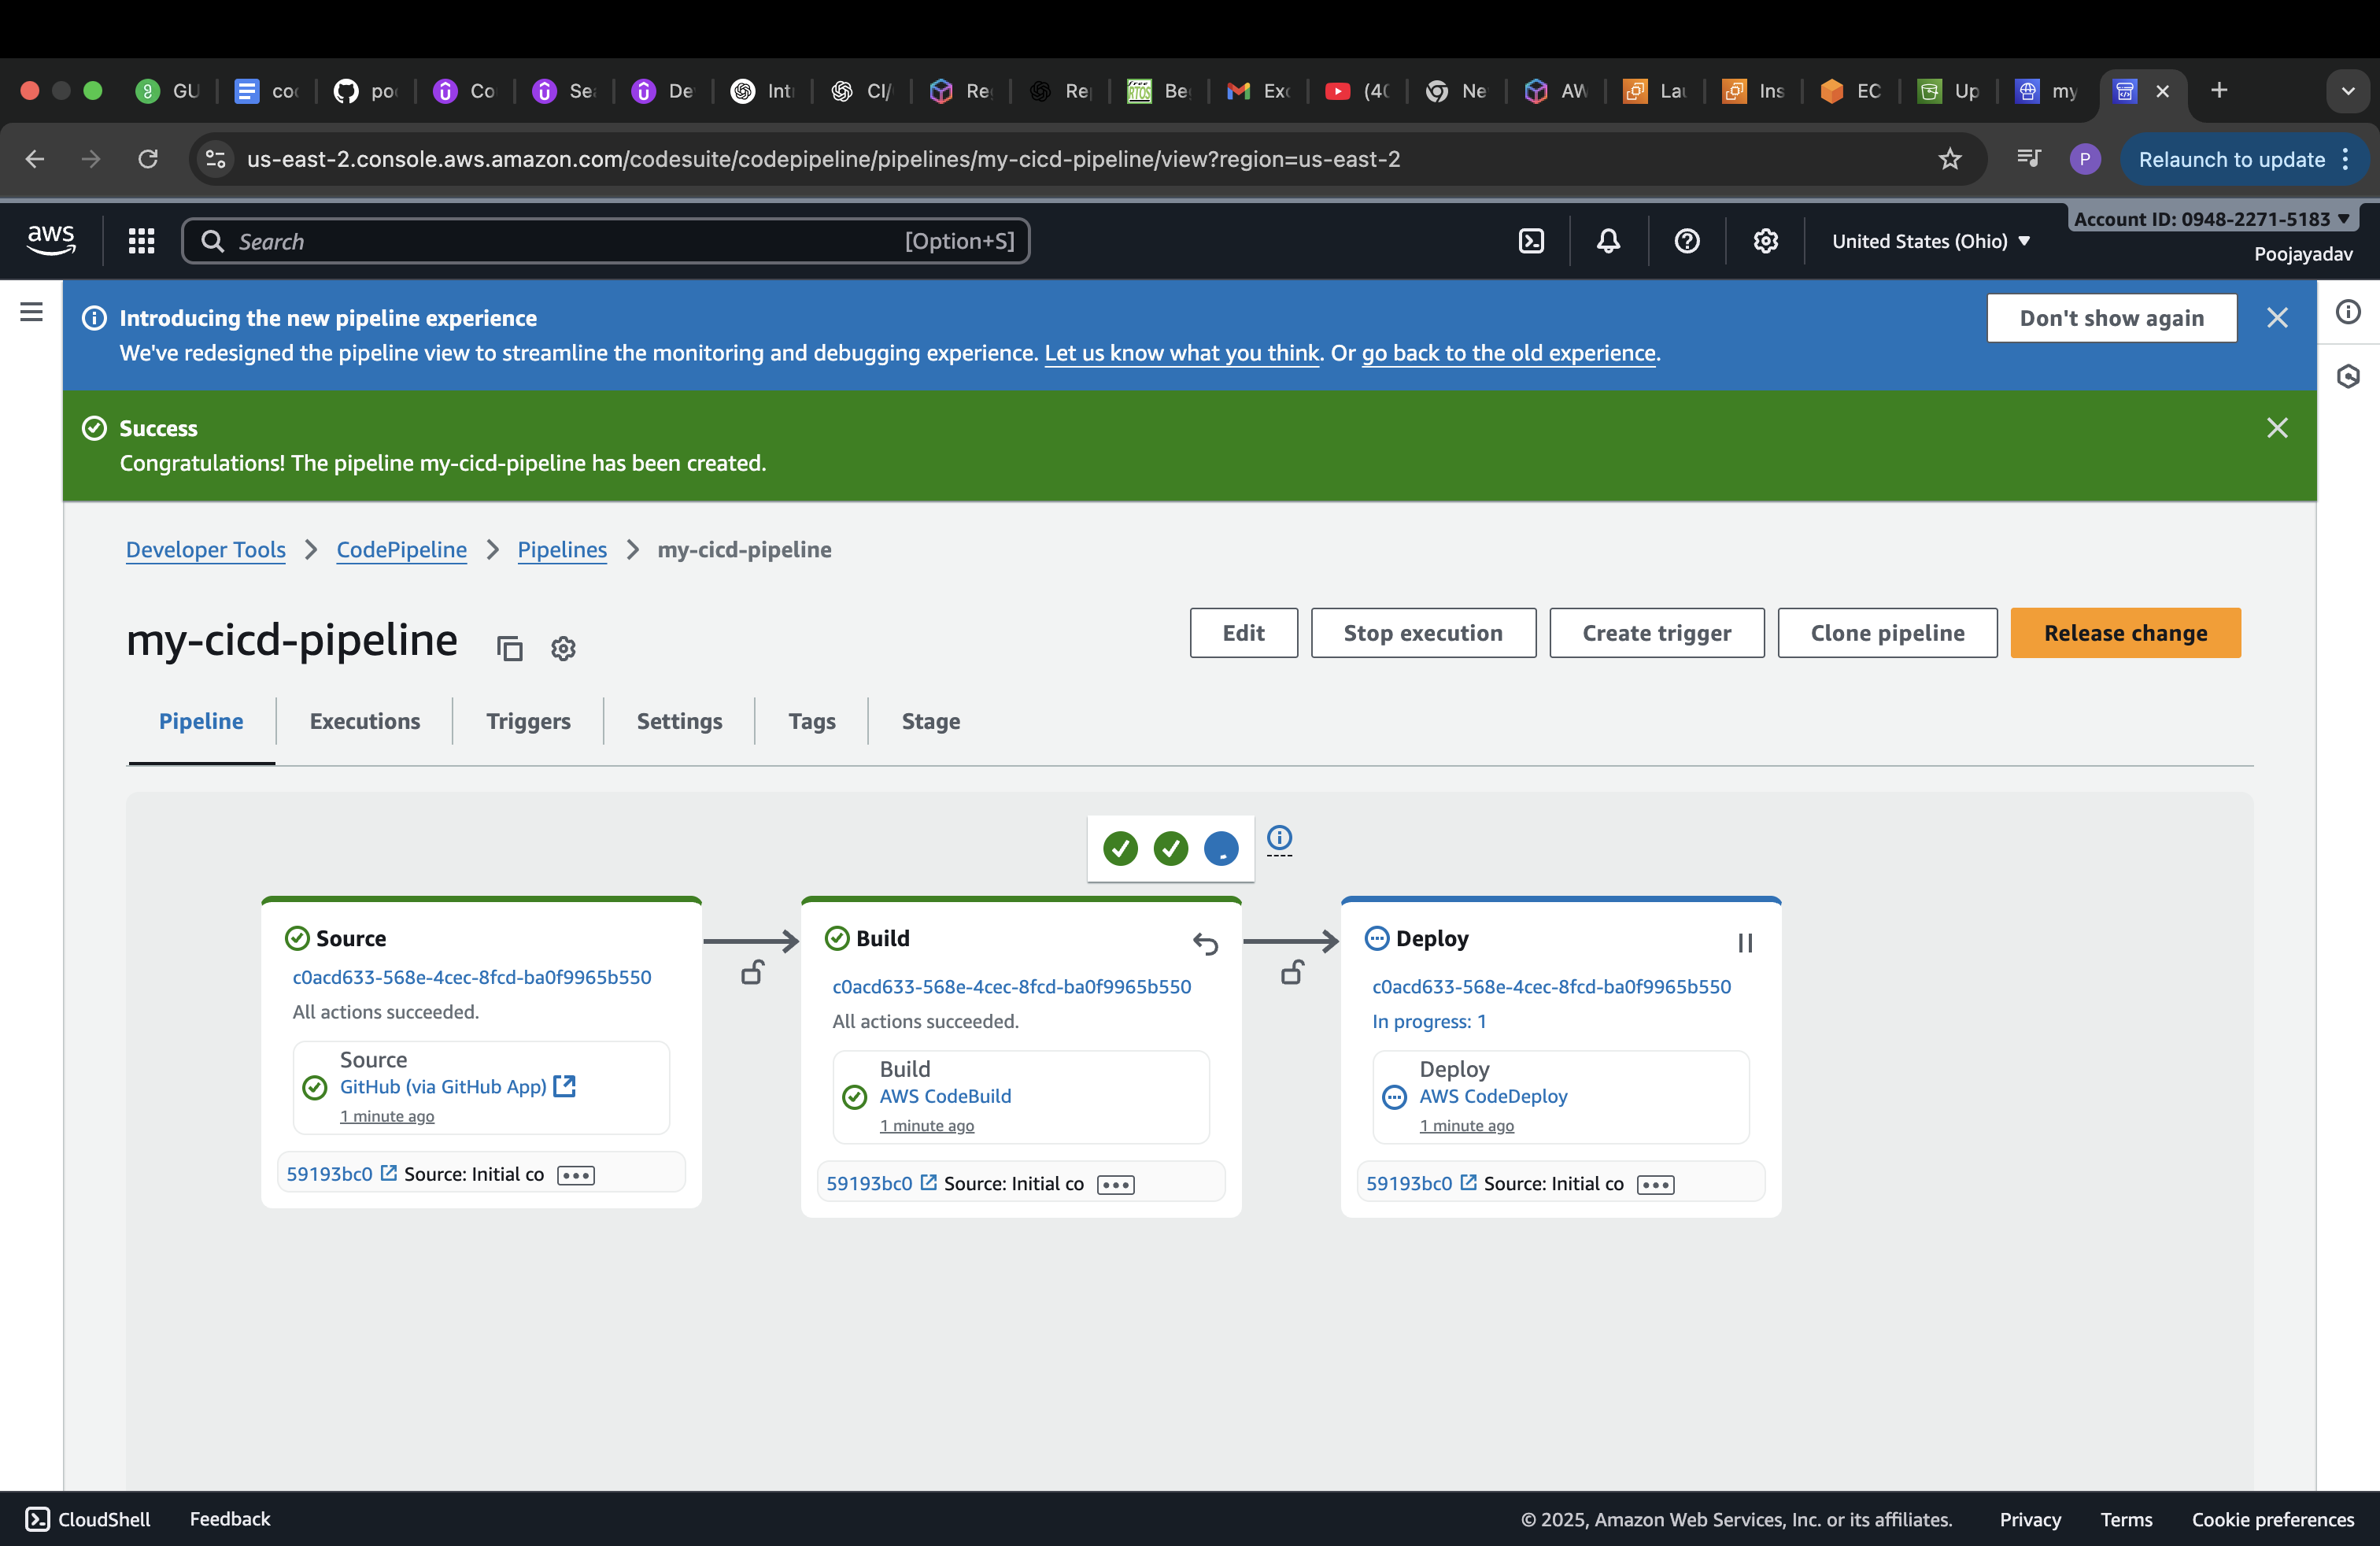 GU
co
po
Co
Se
De
Int
CI/
Re
Re
Be
Ex
(40
Ne
AW
Lau
Ins
EC
Up
my
us-east-2.console.aws.amazon.com/codesuite/codepipeline/pipelines/my-cicd-pipeline/view?region=us-east-2
P
Relaunch to update
aws
Search
[Option+S]
United States (Ohio)
Account ID: 0948-2271-5183
Poojayadav
Introducing the new pipeline experience
We've redesigned the pipeline view to streamline the monitoring and debugging experience. Let us know what you think. Or go back to the old experience.
Don't show again
Success
Congratulations! The pipeline my-cicd-pipeline has been created.
Developer Tools
CodePipeline
Pipelines
my-cicd-pipeline
my-cicd-pipeline
Edit
Stop execution
Create trigger
Clone pipeline
Release change
Pipeline
Executions
Triggers
Settings
Tags
Stage
Source
c0acd633-568e-4cec-8fcd-ba0f9965b550
All actions succeeded.
Source
GitHub (via GitHub App)
1 minute ago
59193bc0 Source: Initial co
Build
c0acd633-568e-4cec-8fcd-ba0f9965b550
All actions succeeded.
Build
AWS CodeBuild
1 minute ago
59193bc0 Source: Initial co
Deploy
c0acd633-568e-4cec-8fcd-ba0f9965b550
In progress: 1
Deploy
AWS CodeDeploy
1 minute ago
59193bc0 Source: Initial co
CloudShell
Feedback
© 2025, Amazon Web Services, Inc. or its affiliates.
Privacy
Terms
Cookie preferences